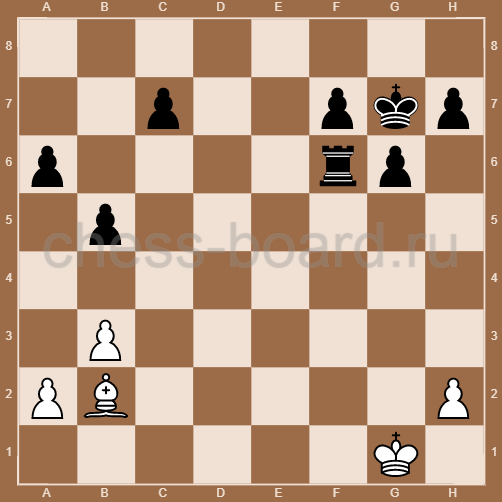 A B C D E F G H
8 8
7 7
6 6
5 5
chess-board.ru
4 4
3 3
2 2
1 1
A B C D E F G H